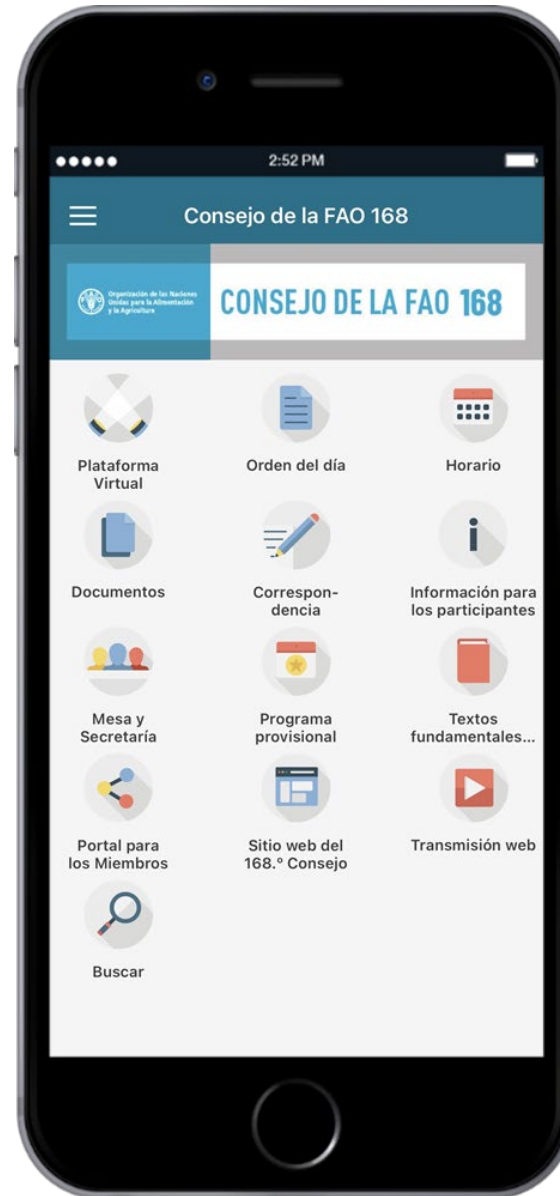 2:52 PM
Consejo de la FAO 168
Organización de las Naciones
Unidas para la Alimentación
y la Agricultura
CONSEJO DE LA FAO 168
Plataforma
Virtual
Orden del día
Horario
Documentos
Correspon-
dencia
Información para
los participantes
Mesa y
Secretaría
Programa
provisional
Textos
fundamentales...
Portal para
los Miembros
Sitio web del
168.º Consejo
Transmisión web
Buscar